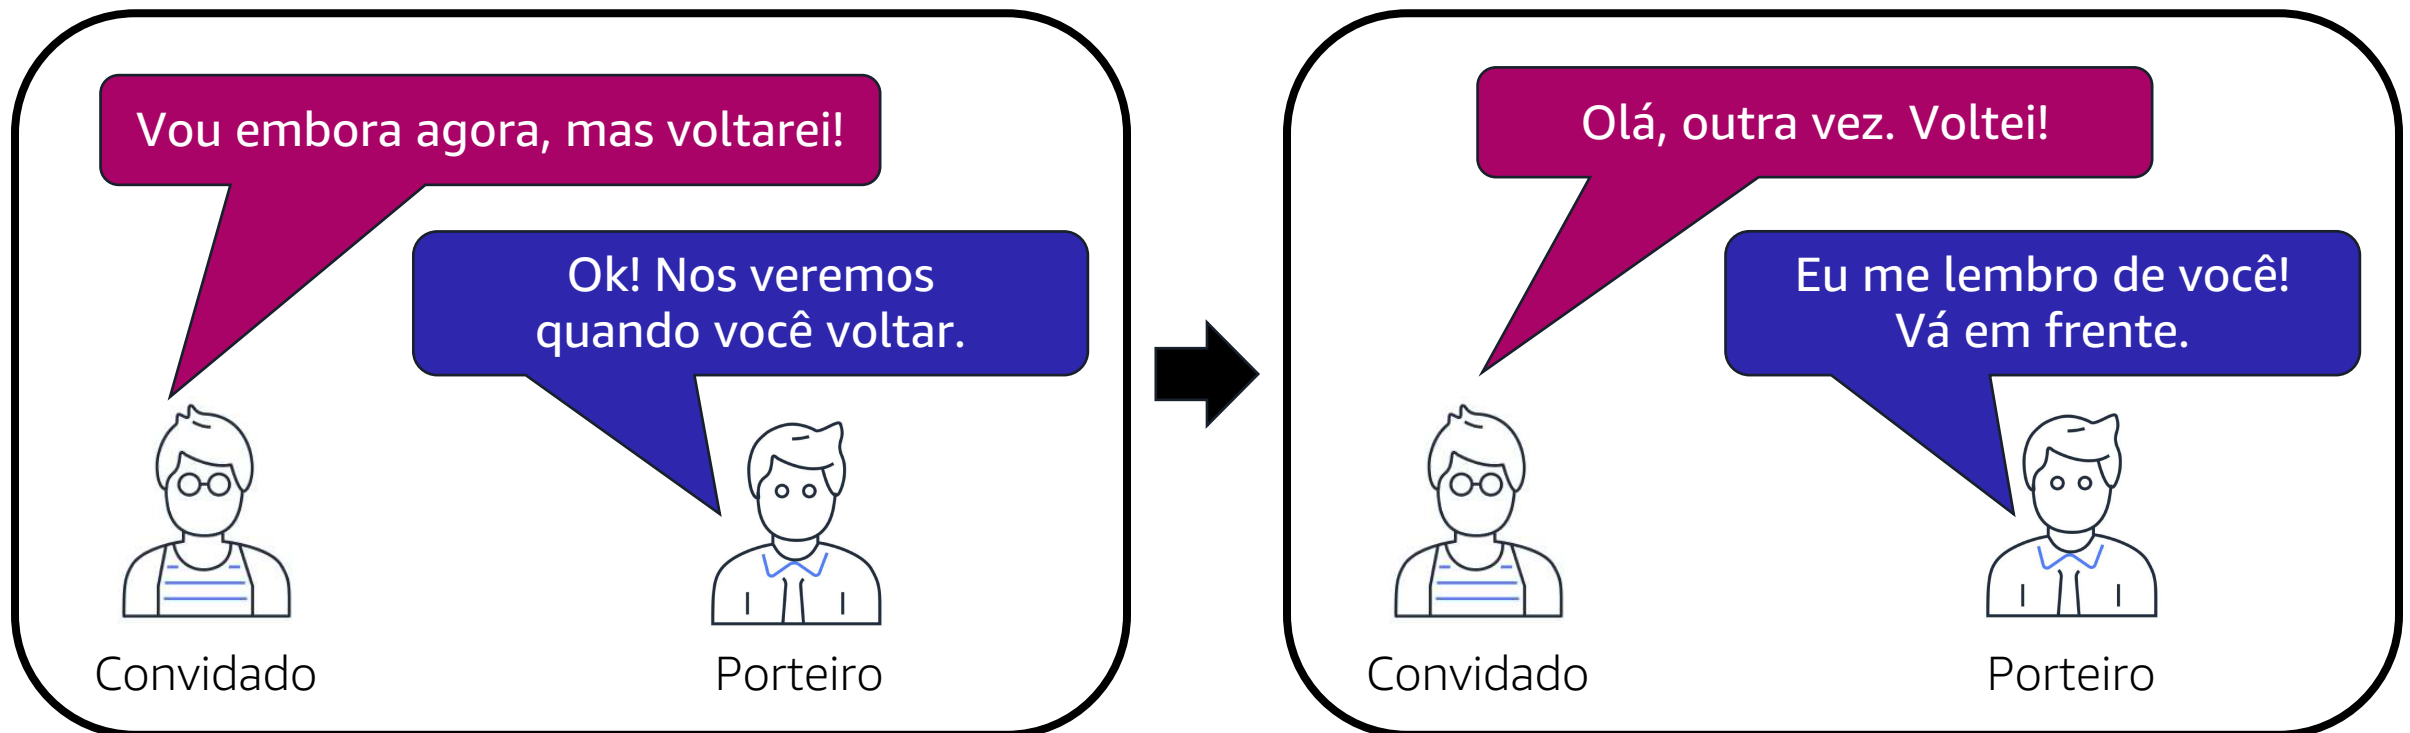 Vou embora agora, mas voltarei!
Ok! Nos veremos
quando você voltar.
Convidado
Porteiro
Olá, outra vez. Voltei!
Eu me lembro de você!
Vá em frente.
Convidado
Porteiro